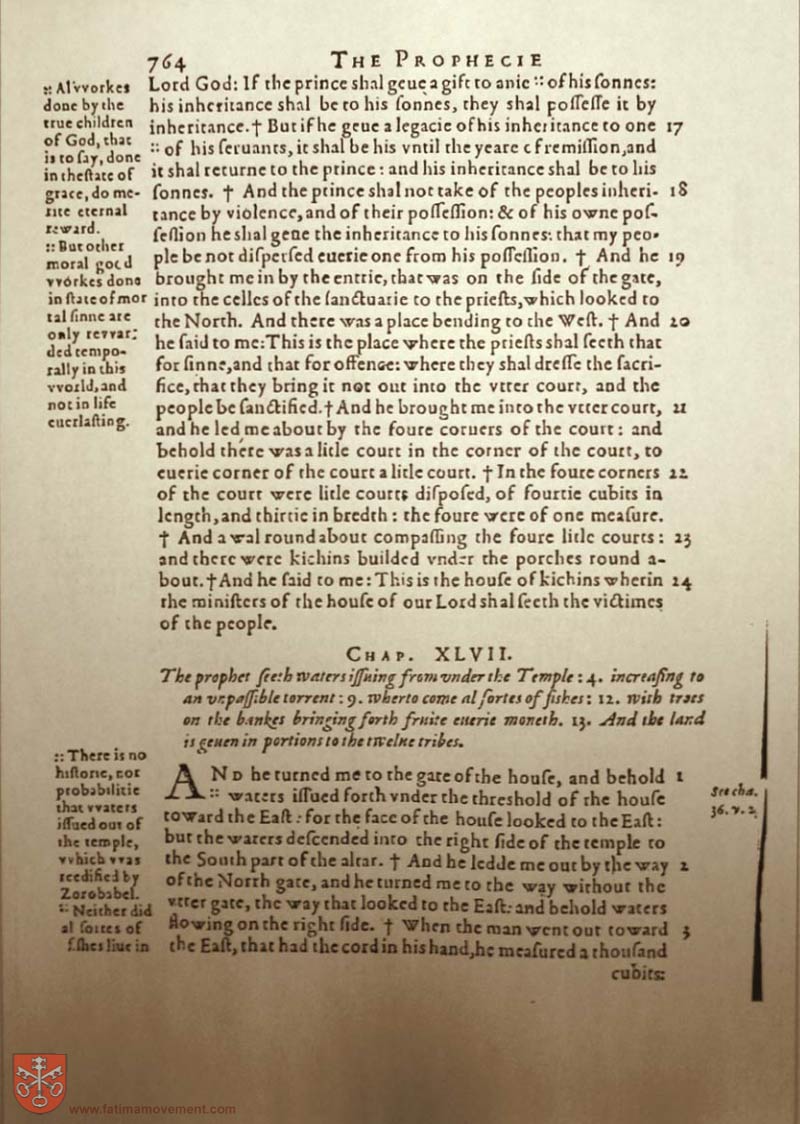 764 THE PROPHECIE
Lord God: If the prince shal geue a gift to anie :: of his ſonnes:
his inheritance shal be to his ſonnes, they shal poſſeſſe it by
inheritance. † But if he geue a legacie of his inheritance to one 17
:: of his ſeruants, it shal be his vntil the yeare of remiſſion, and
it shal returne to the prince: and his inheritance shal be to his
ſonnes. † And the prince shal not take of the peoples inheri- 18
tance by violence, and of their poſſeſſion: & of his owne poſ-
ſeſſion he shal geue the inheritance to his ſonnes: that my peo-
ple be not diſperſed euerie one from his poſſeſſion. † And he 19
brought me in by the entrie, that was on the ſide of the gate,
into the celles of the ſanctuarie to the prieſts, which looked to
the North. And there was a place bending to the Weſt. † And 20
he ſaid to me: This is the place where the prieſts shal ſeeth that
for ſinne, and that for offence: where they shal dreſſe the ſacri-
fice, that they bring it not out into the vtter court, and the
people be ſanctified. † And he brought me into the vtter court, 21
and he led me about by the foure corners of the court: and
behold there was a litle court in the corner of the court, to
euerie corner of the court a litle court. † In the foure corners 22
of the court were litle courts diſpoſed, of fourtie cubits in
length, and thirtie in bredth: the foure were of one meaſure.
† And a wal round about compaſſing the foure litle courts: 23
and there were kichins builded vnder the porches round a-
bout. † And he ſaid to me: This is the houſe of kichins wherin 24
the miniſters of the houſe of our Lord shal ſeeth the victimes
of the people.
:: Al vvorkes
done by the
true children
of God, that
is to ſay, done
in the ſtate of
grace, do me-
rite eternal
reward.
:: But other
moral good
vvorkes done
in ſtate of mor
tal ſinne are
only revvar-
ded tempo-
rally in this
vvorld, and
not in life
euerlaſting.
CHAP. XLVII.
The prophet ſeeth waters iſſuing from vnder the Temple: 4. increaſing to
an vnpaſſible torrent: 9. wherto come al ſortes of fishes: 12. with trees
on the bankes bringing forth fruite euerie moneth. 13. And the land
is geuen in portions to the twelue tribes.
AND he turned me to the gate of the houſe, and behold 1
:: waters iſſued forth vnder the threshold of the houſe
toward the Eaſt: for the face of the houſe looked to the Eaſt:
but the waters deſcended into the right ſide of the temple to
the South part of the altar. † And he ledde me out by the way 2
of the North gate, and he turned me to the way without the
vtter gate, the way that looked to the Eaſt: and behold waters
flowing on the right ſide. † When the man went out toward 3
the Eaſt, that had the cord in his hand, he meaſured a thouſand
cubits:
:: There is no
hiſtorie, nor
probabilitie
that vvaters
iſſued out of
the temple,
vvhich vvas
reedified by
Zorobabel.
:: Neither did
al ſortes of
fishes liue in
See cha.
36. v. 2
www.fatimamovement.com